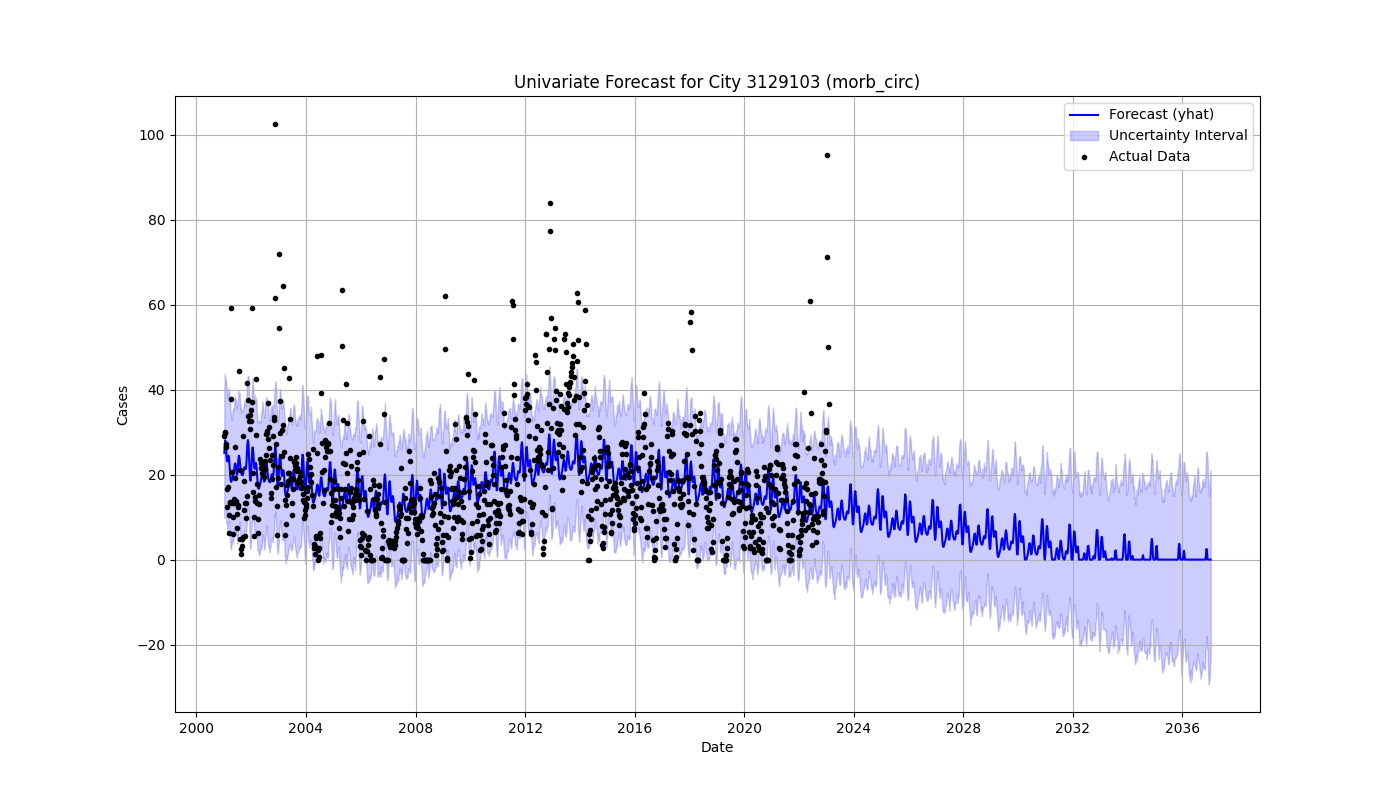 Univariate Forecast for City 3129103 (morb_circ)
Forecast (yhat)
Uncertainty Interval
Actual Data
Cases
100
80
60
40
20
0
−20
2000 2004 2008 2012 2016 2020 2024 2028 2032 2036
Date